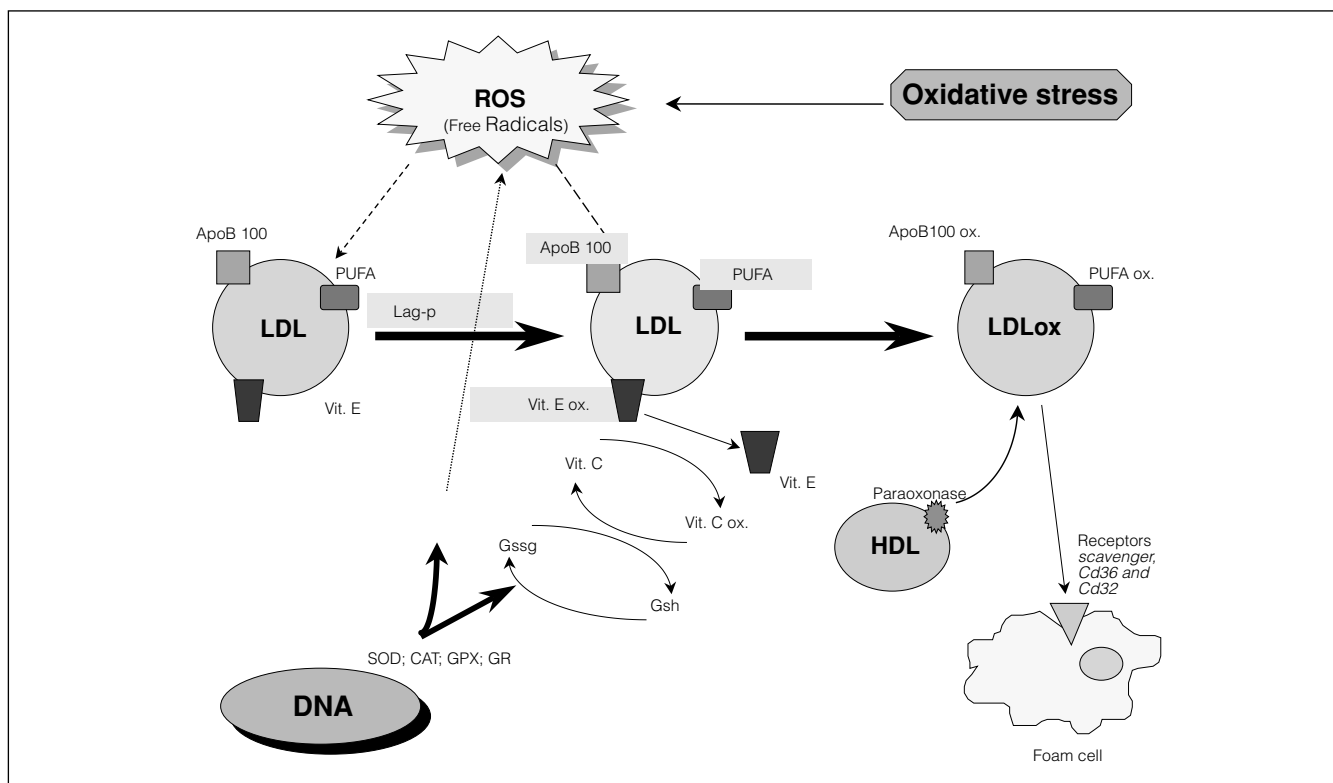 ROS
(Free Radicals)
Oxidative stress
ApoB 100
PUFA
LDL
Vit. E
Lag-p
ApoB 100
PUFA
LDL
Vit. E ox.
Vit. E
ApoB100 ox.
PUFA ox.
LDLox
Vit. C
Vit. C ox.
Gssg
Gsh
Paraoxonase
HDL
Receptors
scavenger,
Cd36 and
Cd32
SOD; CAT; GPX; GR
DNA
Foam cell